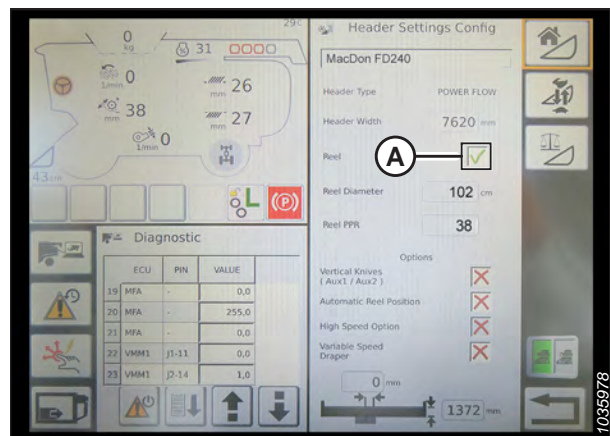 29c
0
kg
31
0
1/min
26
mm
38
mm
27
mm
0
1/min
43cm
L
(P)
Diagnostic
ECU PIN VALUE
19 MFA - 0,0
20 MFA - 255,0
21 MFA - 0,0
22 VMM1 J1-11 0,0
23 VMM1 J2-14 1,0
Header Settings Config
MacDon FD240
Header Type POWER FLOW
Header Width 7620 mm
Reel
A
Reel Diameter 102 cm
Reel PPR 38
Options
Vertical Knives
( Aux1 / Aux2 )
Automatic Reel Position
High Speed Option
Variable Speed
Draper
0 mm
1372 mm
1035978